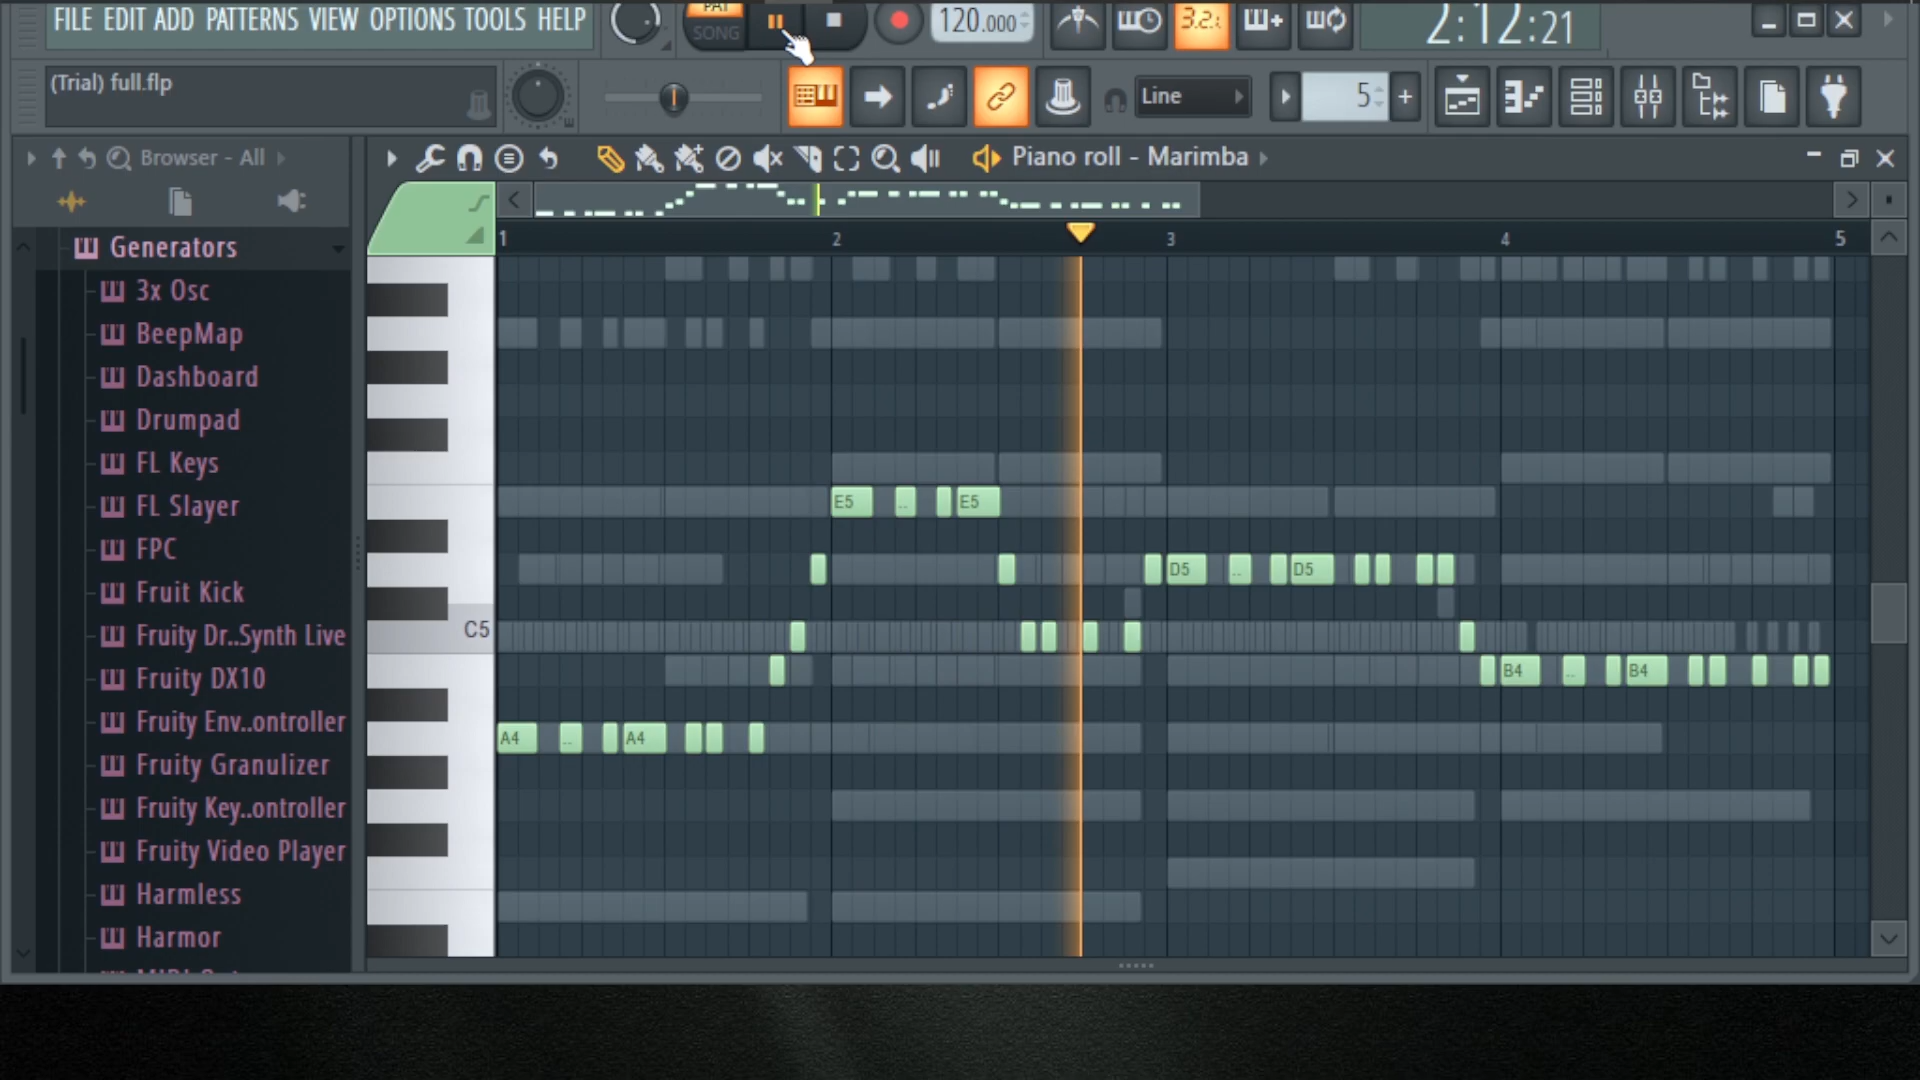 FILE EDIT ADD PATTERNS VIEW OPTIONS TOOLS HELP
PAT
SONG
120.000
3.2.
2:12:21
(Trial) full.flp
Line
5
Browser - All
Piano roll - Marimba
Generators
3x Osc
BeepMap
Dashboard
Drumpad
FL Keys
FL Slayer
FPC
Fruit Kick
Fruity Dr..Synth Live
Fruity DX10
Fruity Env..ontroller
Fruity Granulizer
Fruity Key..ontroller
Fruity Video Player
Harmless
Harmor
1 2 3 4 5
E5 .. E5
D5 .. D5
C5
B4 .. B4
A4 .. A4